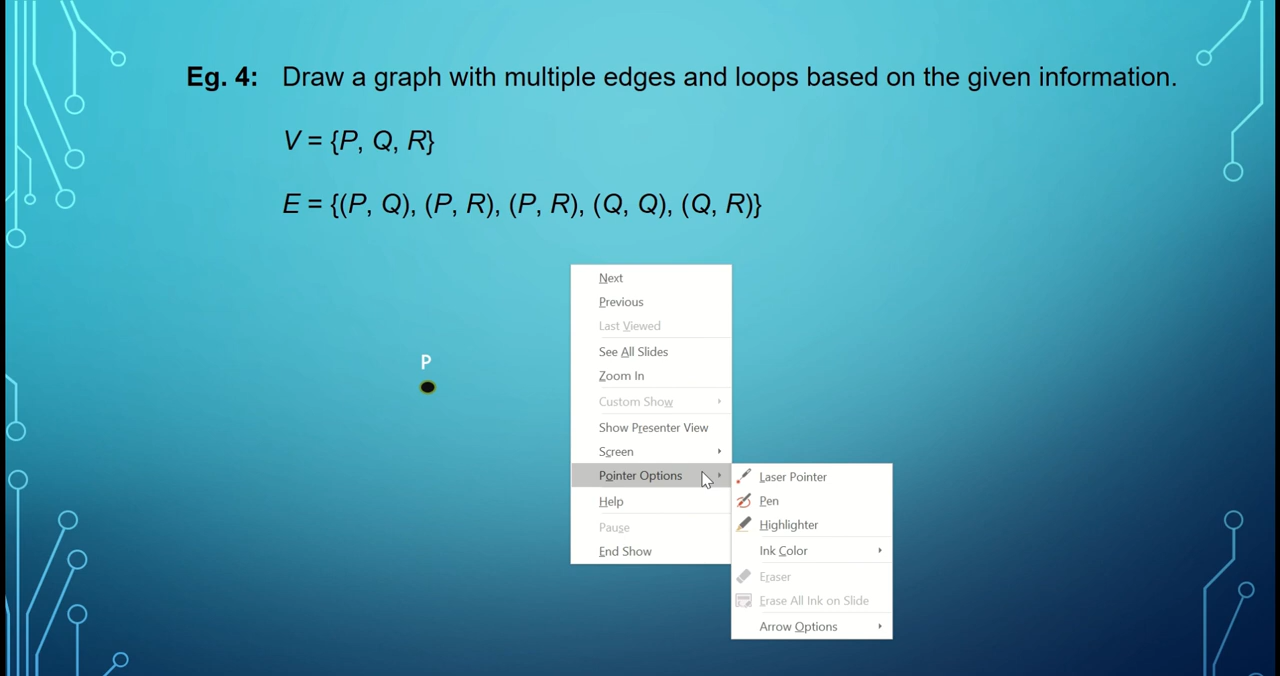 Eg. 4: Draw a graph with multiple edges and loops based on the given information.
V = {P, Q, R}
E = {(P, Q), (P, R), (P, R), (Q, Q), (Q, R)}
P
Next
Previous
Last Viewed
See All Slides
Zoom In
Custom Show
Show Presenter View
Screen
Pointer Options
Help
Pause
End Show
Laser Pointer
Pen
Highlighter
Ink Color
Eraser
Erase All Ink on Slide
Arrow Options